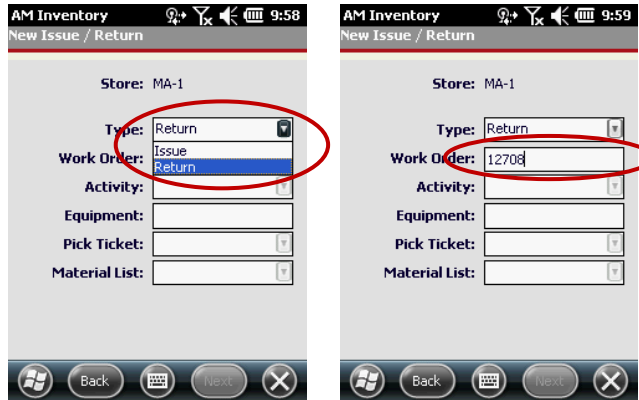 AM Inventory 9:58
New Issue / Return
Store: MA-1
Type: Return
Issue
Return
Work Order:
Activity:
Equipment:
Pick Ticket:
Material List:
Back Next
AM Inventory 9:59
New Issue / Return
Store: MA-1
Type: Return
Work Order: 12708
Activity:
Equipment:
Pick Ticket:
Material List:
Back Next